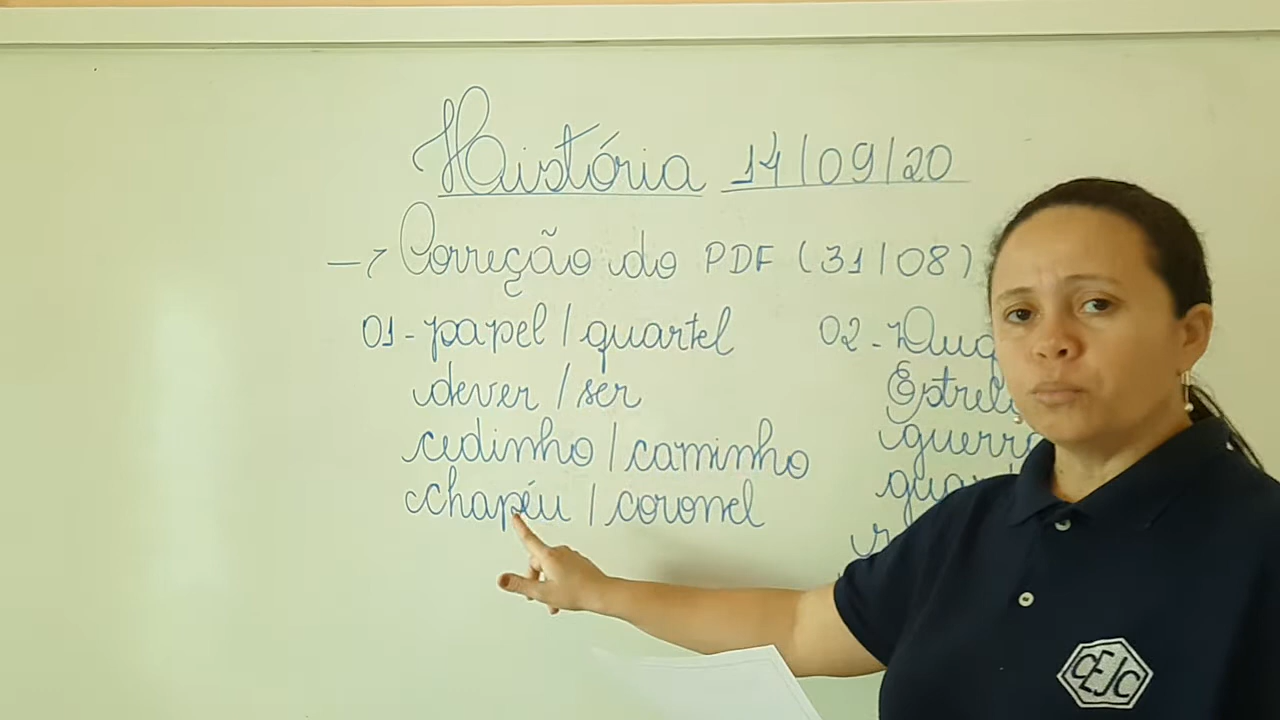 História 14/09/20
→ Correção do PDF (31/08)
01- papel / quartel
dever / ser
cedinho / caminho
chapéu / coronel
02-
CEJC